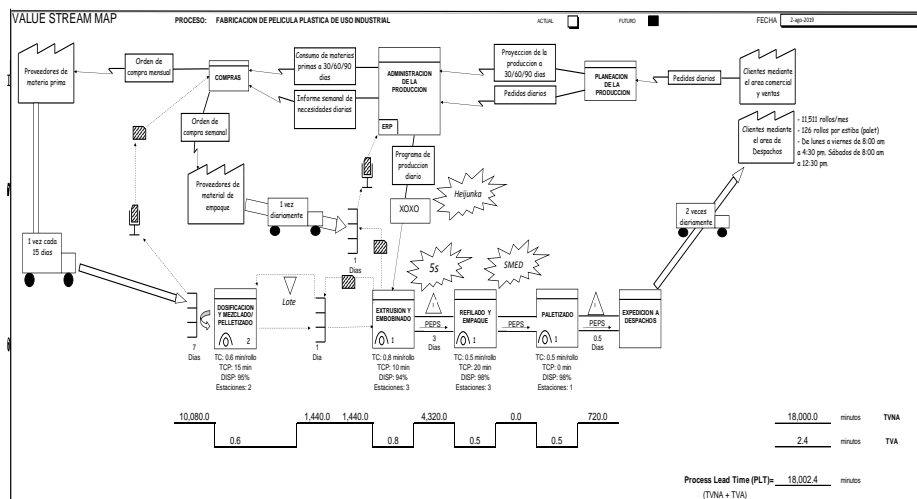 VALUE STREAM MAP
PROCESO: FABRICACION DE PELICULA PLASTICA DE USO INDUSTRIAL
ACTUAL
FUTURO
FECHA
2-ago-2019
Proveedores de
materia prima
Orden de
compra mensual
COMPRAS
Consumo de materias
primas a 30/60/90
dias
Informe semanal de
necesidades diarias
ADMINISTRACION
DE LA
PRODUCCION
ERP
Proyeccion de la
produccion a
30/60/90 dias
Pedidos diarios
PLANEACION
DE LA
PRODUCCION
Pedidos diarios
Clientes mediante
el area comercial
y ventas
Clientes mediante
el area de
Despachos
- 11,511 rollos/mes
- 126 rollos por estiba (palet)
- De lunes a viernes de 8:00 am
a 4:30 pm. Sábados de 8:00 am
a 12:30 pm.
Orden de
compra semanal
Proveedores de
material de
empaque
1 vez
diariamente
Programa de
produccion
diario
XOXO
Heijunka
2 veces
diariamente
1 vez cada
15 dias
1
Dias
5s
SMED
7
Dias
DOSIFICACION
Y MEZCLADO/
PELLETIZADO
2
Lote
1
Dia
EXTRUSION Y
EMBOBINADO
1
I
PEPS
3
Dias
REFILADO Y
EMPAQUE
1
PEPS
PALETIZADO
1
I
PEPS
0.5
Dias
EXPEDICION A
DESPACHOS
TC: 0.6 min/rollo
TCP: 15 min
DISP: 95%
Estaciones: 2
TC: 0,8 min/rollo
TCP: 10 min
DISP: 94%
Estaciones: 3
TC: 0.5 min/rollo
TCP: 20 min
DISP: 98%
Estaciones: 3
TC: 0.5 min/rollo
TCP: 0 min
DISP: 98%
Estaciones: 1
10,080.0 1,440.0 1,440.0 4,320.0 0.0 720.0 18,000.0 minutos TVNA
0.6 0.8 0.5 0.5 2.4 minutos TVA
Process Lead Time (PLT)= 18,002.4 minutos
(TVNA + TVA)